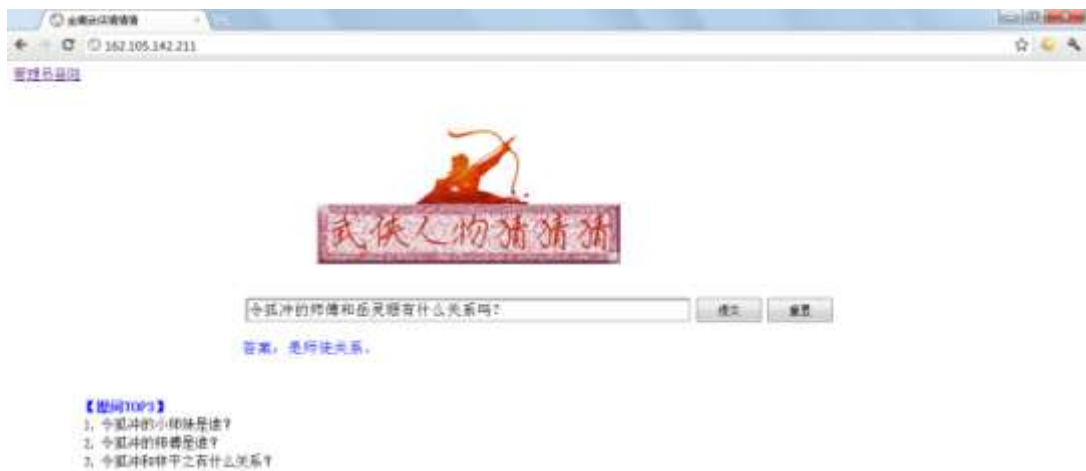 162.105.142.211
管理员登陆
武侠人物猜猜猜
令狐冲的师傅和岳灵珊有什么关系吗?
提交 重置
答案：是师徒关系。
【提问TOP3】
1、令狐冲的小师妹是谁?
2、令狐冲的师傅是谁?
3、令狐冲和林平之有什么关系?